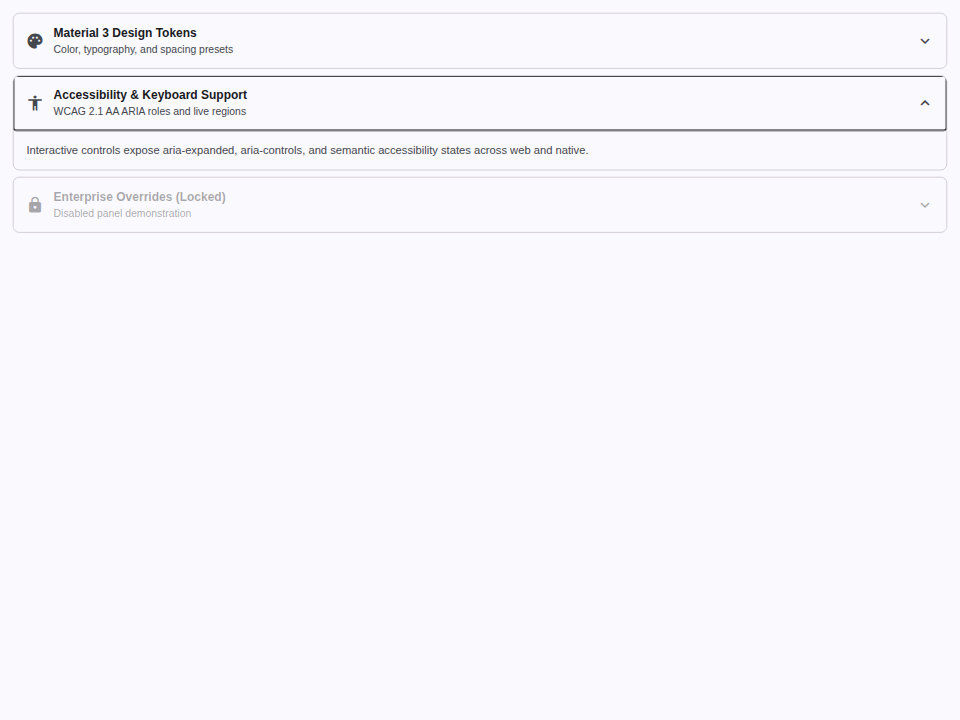 Material 3 Design Tokens
Color, typography, and spacing presets
Accessibility & Keyboard Support
WCAG 2.1 AA ARIA roles and live regions
Interactive controls expose aria-expanded, aria-controls, and semantic accessibility states across web and native.
Enterprise Overrides (Locked)
Disabled panel demonstration